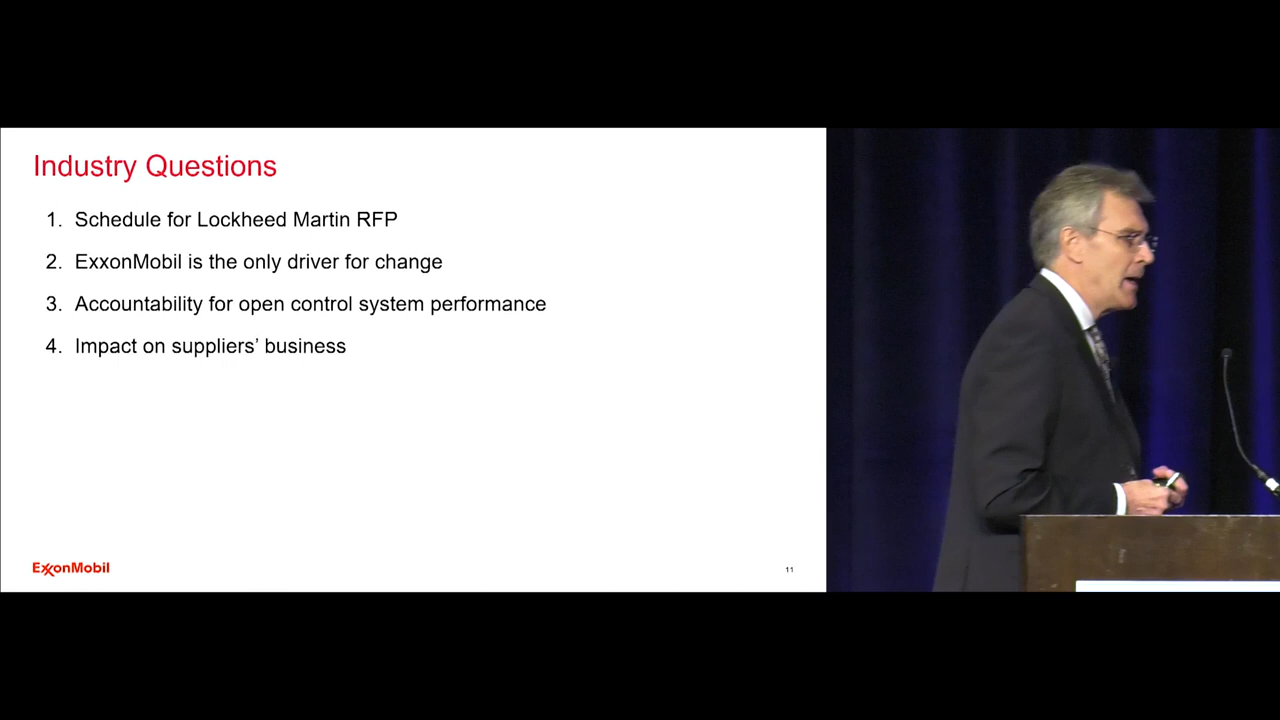 Industry Questions
1. Schedule for Lockheed Martin RFP
2. ExxonMobil is the only driver for change
3. Accountability for open control system performance
4. Impact on suppliers’ business
ExxonMobil
11